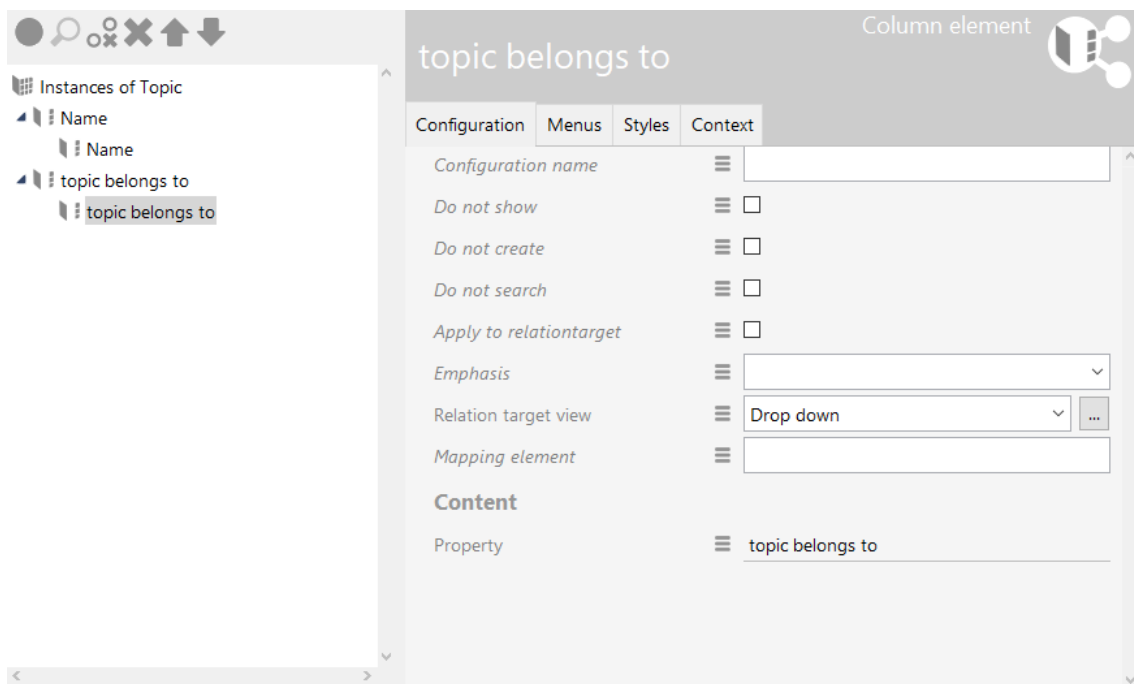 Instances of Topic
Name
Name
topic belongs to
topic belongs to
Column element
topic belongs to
Configuration Menus Styles Context
Configuration name
Do not show
Do not create
Do not search
Apply to relationtarget
Emphasis
Relation target view Drop down ...
Mapping element
Content
Property topic belongs to